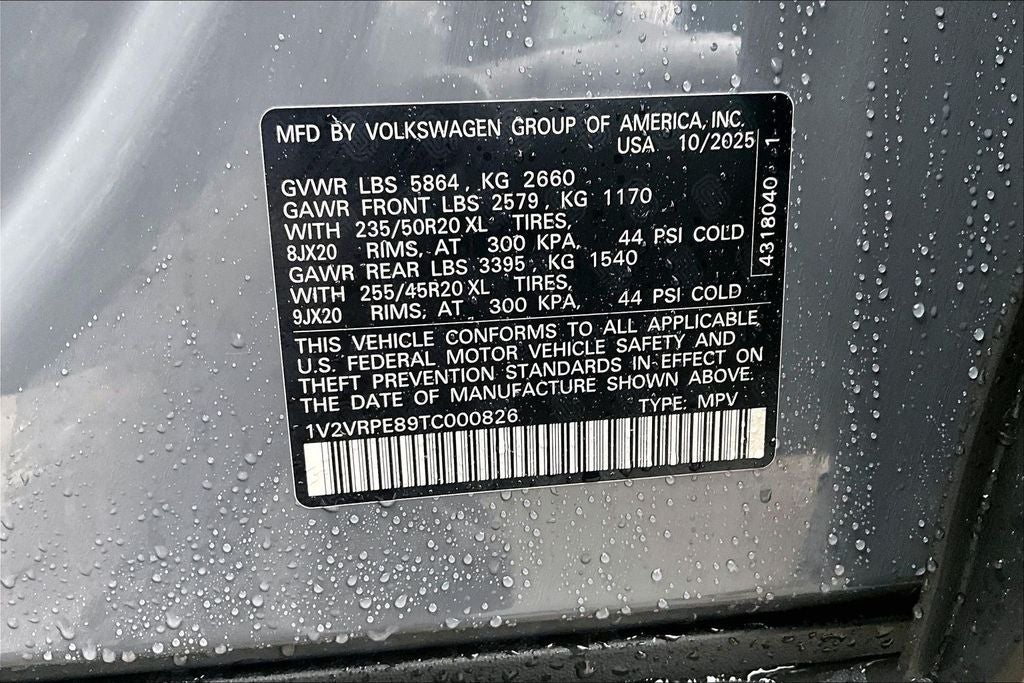 MFD BY VOLKSWAGEN GROUP OF AMERICA, INC.
USA 10/2025
GVWR LBS 5864, KG 2660
GAWR FRONT LBS 2579, KG 1170
WITH 235/50R20 XL TIRES,
8JX20 RIMS, AT 300 KPA, 44 PSI COLD
GAWR REAR LBS 3395 KG 1540
WITH 255/45R20 XL TIRES,
9JX20 RIMS, AT 300 KPA, 44 PSI COLD
THIS VEHICLE CONFORMS TO ALL APPLICABLE
U.S. FEDERAL MOTOR VEHICLE SAFETY AND
THEFT PREVENTION STANDARDS IN EFFECT ON
THE DATE OF MANUFACTURE SHOWN ABOVE.
1V2VRPE89TC000826 TYPE: MPV
4318040 1